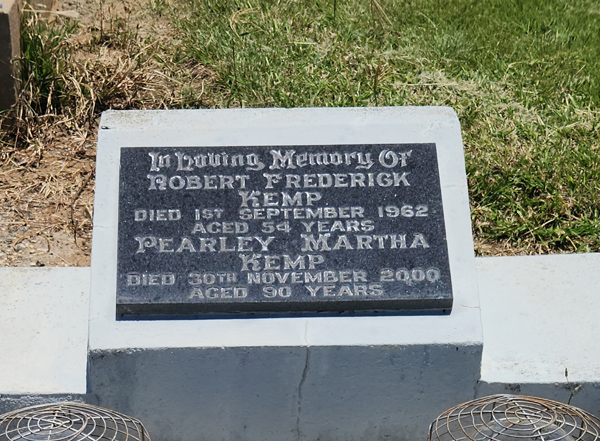 In Loving Memory Of
ROBERT FREDERICK
KEMP
DIED 1ST SEPTEMBER 1962
AGED 54 YEARS
PEARLEY MARTHA
KEMP
DIED 30TH NOVEMBER 2000
AGED 90 YEARS